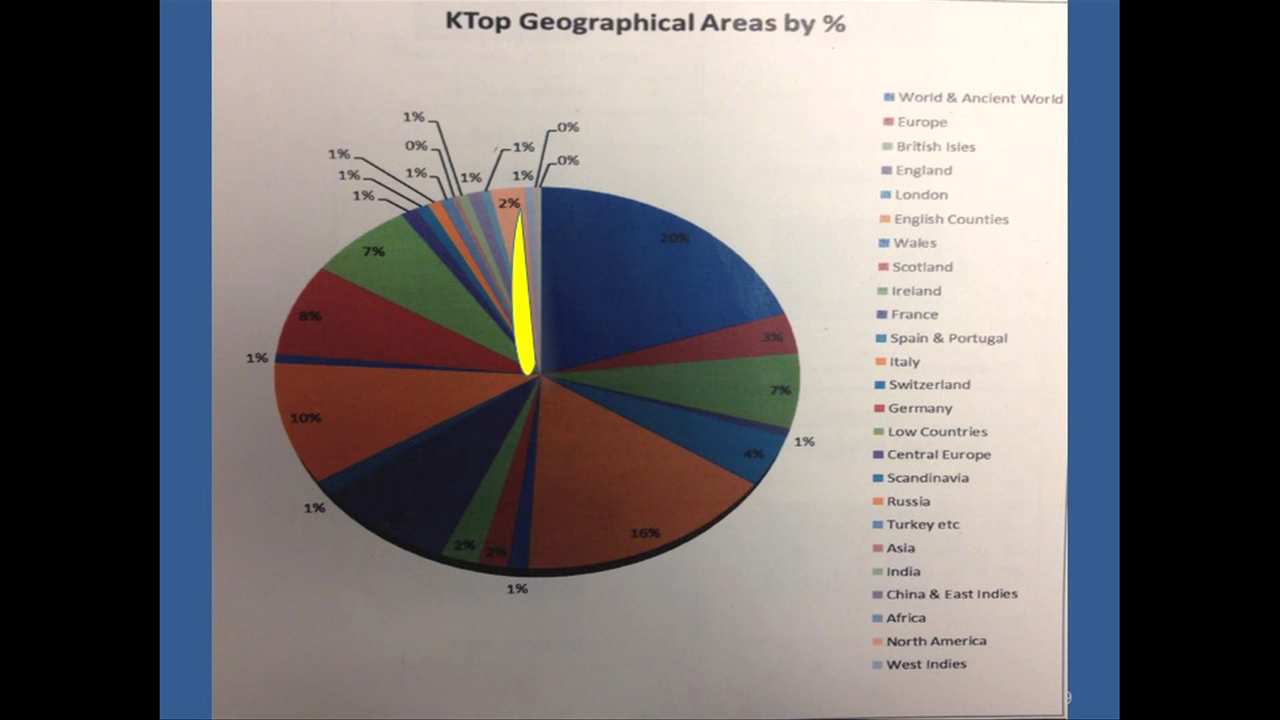 KTop Geographical Areas by %
World & Ancient World
Europe
British Isles
England
London
English Counties
Wales
Scotland
Ireland
France
Spain & Portugal
Italy
Switzerland
Germany
Low Countries
Central Europe
Scandinavia
Russia
Turkey etc
Asia
India
China & East Indies
Africa
North America
West Indies
1%
0%
1%
1%
1%
1%
1%
1%
1%
0%
0%
2%
20%
3%
7%
1%
4%
16%
1%
2%
2%
1%
10%
1%
8%
7%
9